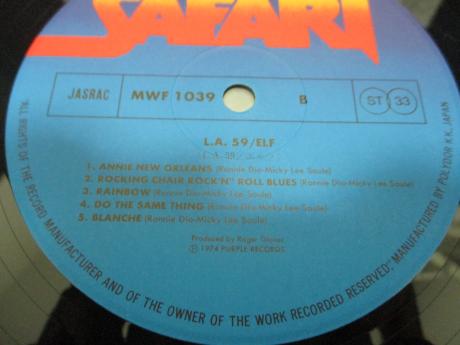 SAFARI
JASRAC
MWF 1039
B
ST 33
L.A. 59/ELF
(L.A. 59/エルフ)
1. ANNIE NEW ORLEANS (Ronnie Dio-Micky Lee Soule)
2. ROCKING CHAIR ROCK'N" ROLL BLUES (Ronnie Dio-Micky Lee Soule)
3. RAINBOW (Ronnie Dio-Micky Lee Soule)
4. DO THE SAME THING (Ronnie Dio-Micky Lee Soule)
5. BLANCHE (Ronnie Dio-Micky Lee Soule)
Produced by Roger Glover
Ⓟ 1974 PURPLE RECORDS
"ALL RIGHTS OF THE RECORD MANUFACTURER AND OF THE OWNER OF THE WORK RECORDED RESERVED", MANUFACTURED BY POLYDOR K.K. JAPAN